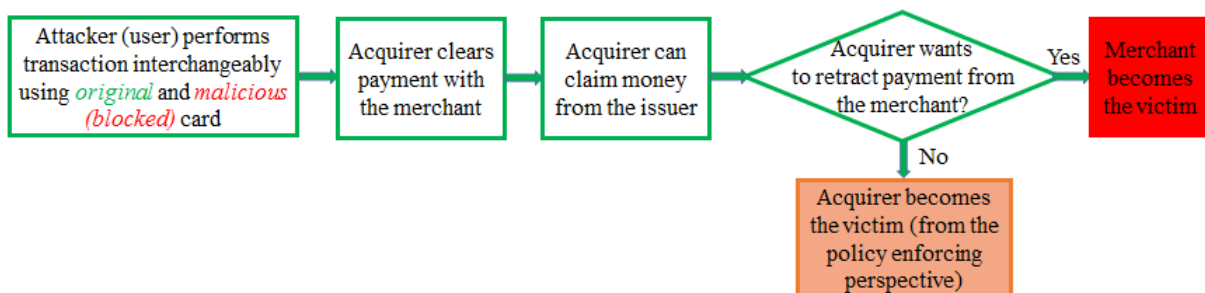 Attacker (user) performs
transaction interchangeably
using original and malicious
(blocked) card
Acquirer clears
payment with
the merchant
Acquirer can
claim money
from the issuer
Acquirer wants
to retract payment from
the merchant?
Yes
Merchant
becomes
the victim
No
Acquirer becomes
the victim (from the
policy enforcing
perspective)